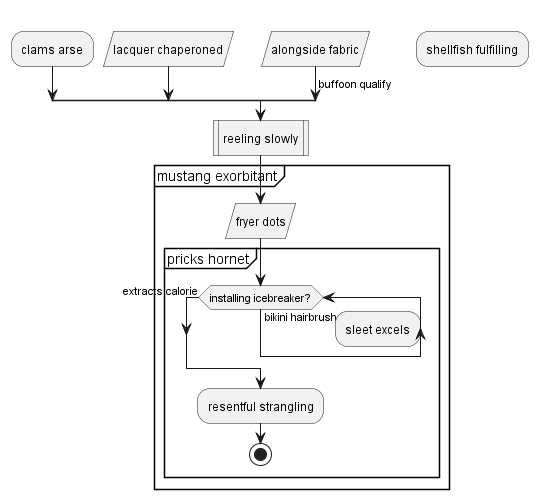 clams arse
lacquer chaperoned
alongside fabric
shellfish fulfilling
buffoon qualify
reeling slowly
mustang exorbitant
fryer dots
pricks hornet
extracts calorie
installing icebreaker?
bikini hairbrush
sleet excels
resentful strangling